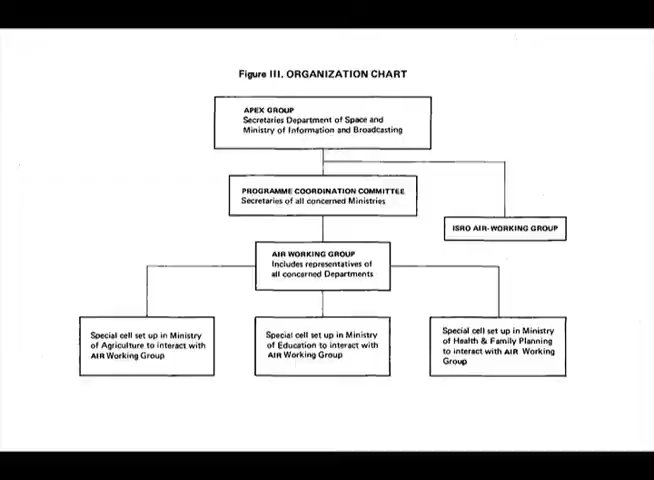 Figure III. ORGANIZATION CHART
APEX GROUP
Secretaries Department of Space and
Ministry of Information and Broadcasting
PROGRAMME COORDINATION COMMITTEE
Secretaries of all concerned Ministries
ISRO AIR-WORKING GROUP
AIR WORKING GROUP
Includes representatives of
all concerned Departments
Special cell set up in Ministry
of Agriculture to interact with
AIR Working Group
Special cell set up in Ministry
of Education to interact with
AIR Working Group
Special cell set up in Ministry
of Health & Family Planning
to interact with AIR Working
Group